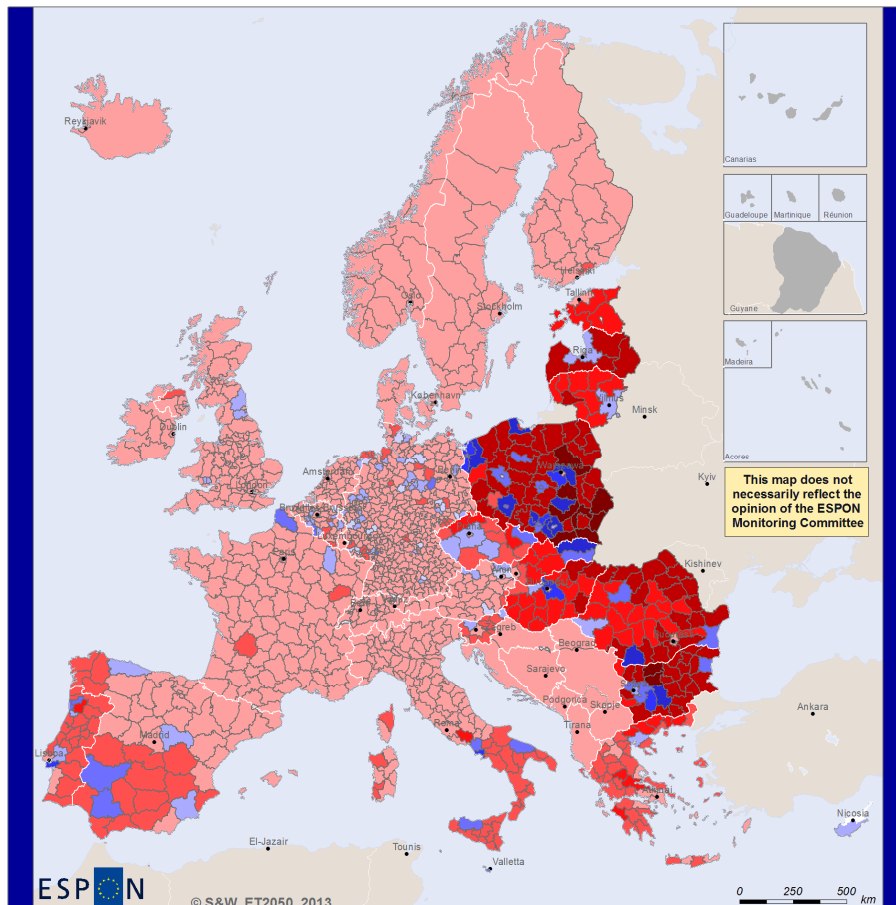 Reykjavik
Canarias
Guadeloupe
Martinique
Réunion
Guyane
Madeira
Acores
Helsinki
Tallinn
Oslo
Stockholm
Riga
København
Vilnius
Minsk
Dublin
London
Amsterdam
Berlin
Warszawa
Kyiv
This map does not
necessarily reflect the
opinion of the ESPON
Monitoring Committee
Paris
Kishinev
Zagreb
Beograd
Sarajevo
Podgorica
Skopje
Tirana
Roma
Madrid
Lisboa
Ankara
Nicosia
El-Jazair
Tounis
Valletta
ESPON
© S&W, ET2050, 2013
0 250 500
km